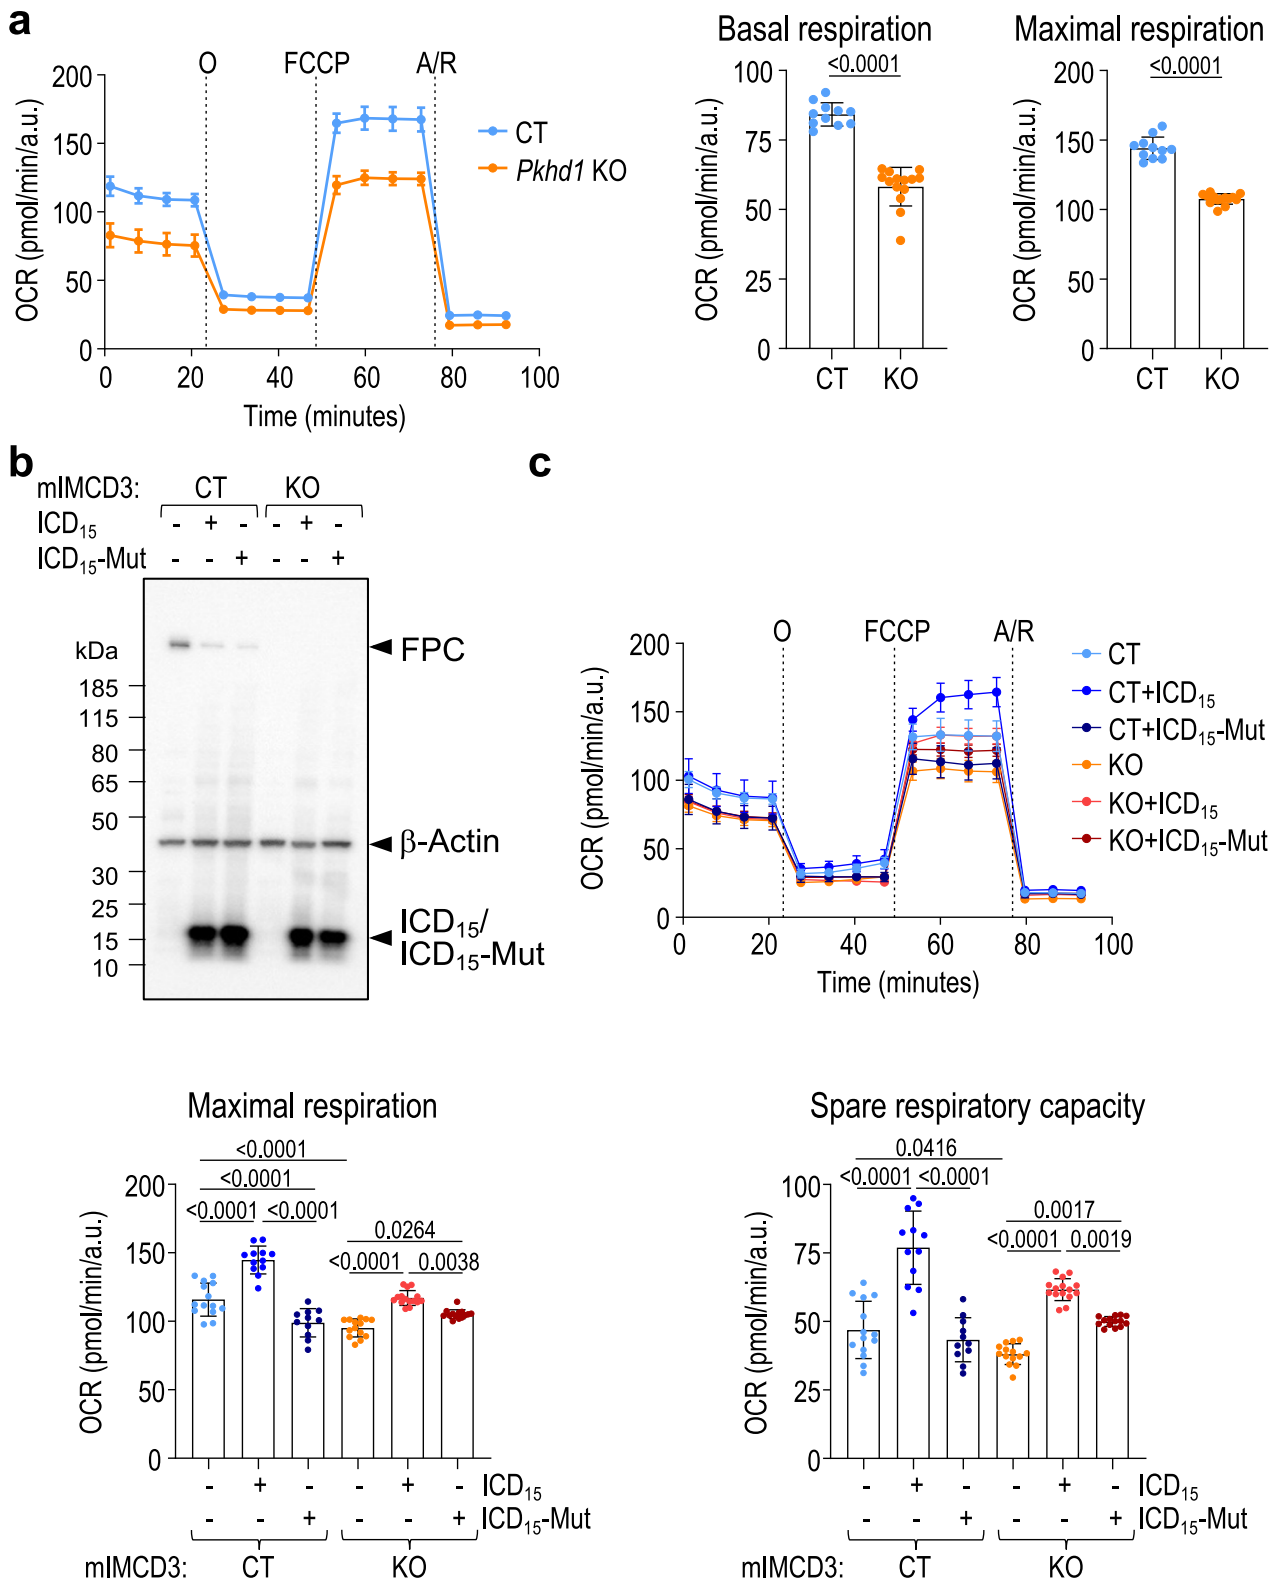 a
O FCCP A/R
200
150
100
50
0
OCR (pmol/min/a.u.)
0 20 40 60 80 100
Time (minutes)
CT
Pkhd1 KO
Basal respiration
<0.0001
100
75
50
25
0
OCR (pmol/min/a.u.)
CT KO
Maximal respiration
<0.0001
200
150
100
50
0
OCR (pmol/min/a.u.)
CT KO
b
mIMCD3: CT KO
ICD15 - + - - + -
ICD15-Mut - - + - - +
kDa
185
115
80
65
50
30
25
15
10
FPC
β-Actin
ICD15/
ICD15-Mut
c
O FCCP A/R
200
150
100
50
0
OCR (pmol/min/a.u.)
0 20 40 60 80 100
Time (minutes)
CT
CT+ICD15
CT+ICD15-Mut
KO
KO+ICD15
KO+ICD15-Mut
Maximal respiration
<0.0001
<0.0001
<0.0001 <0.0001
0.0264
<0.0001 0.0038
200
150
100
50
0
OCR (pmol/min/a.u.)
- + - - + - ICD15
- - + - - + ICD15-Mut
mIMCD3: CT KO
Spare respiratory capacity
0.0416
<0.0001 <0.0001
0.0017
<0.0001 0.0019
100
75
50
25
0
OCR (pmol/min/a.u.)
- + - - + - ICD15
- - + - - + ICD15-Mut
mIMCD3: CT KO